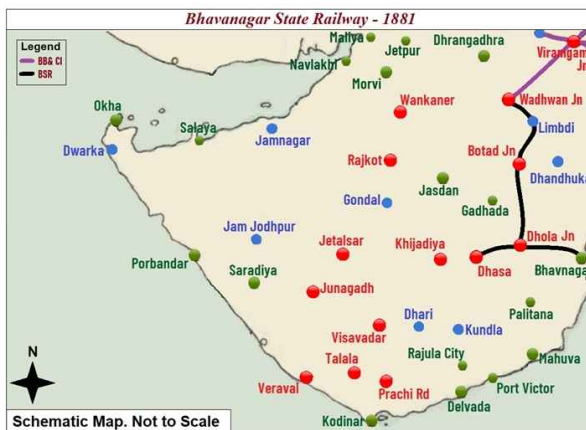 Bhavanagar State Railway - 1881
Legend
BB& CI
BSR
Maliya
Jetpur
Dhrangadhra
Viramgam
Jn
Navlakhi
Morvi
Wankaner
Wadhwan Jn
Okha
Salaya
Jamnagar
Limbdi
Dwarka
Rajkot
Botad Jn
Jasdan
Dhanduka
Gondal
Gadhada
Jam Jodhpur
Jetalsar
Khijadiya
Dhola Jn
Porbandar
Saradiya
Dhasa
Bhavnaga
Junagadh
Palitana
Visavadar
Dhari
Kundla
N
Talala
Rajula City
Mahuva
Veraval
Prachi Rd
Port Victor
Delvada
Schematic Map. Not to Scale
Kodinar